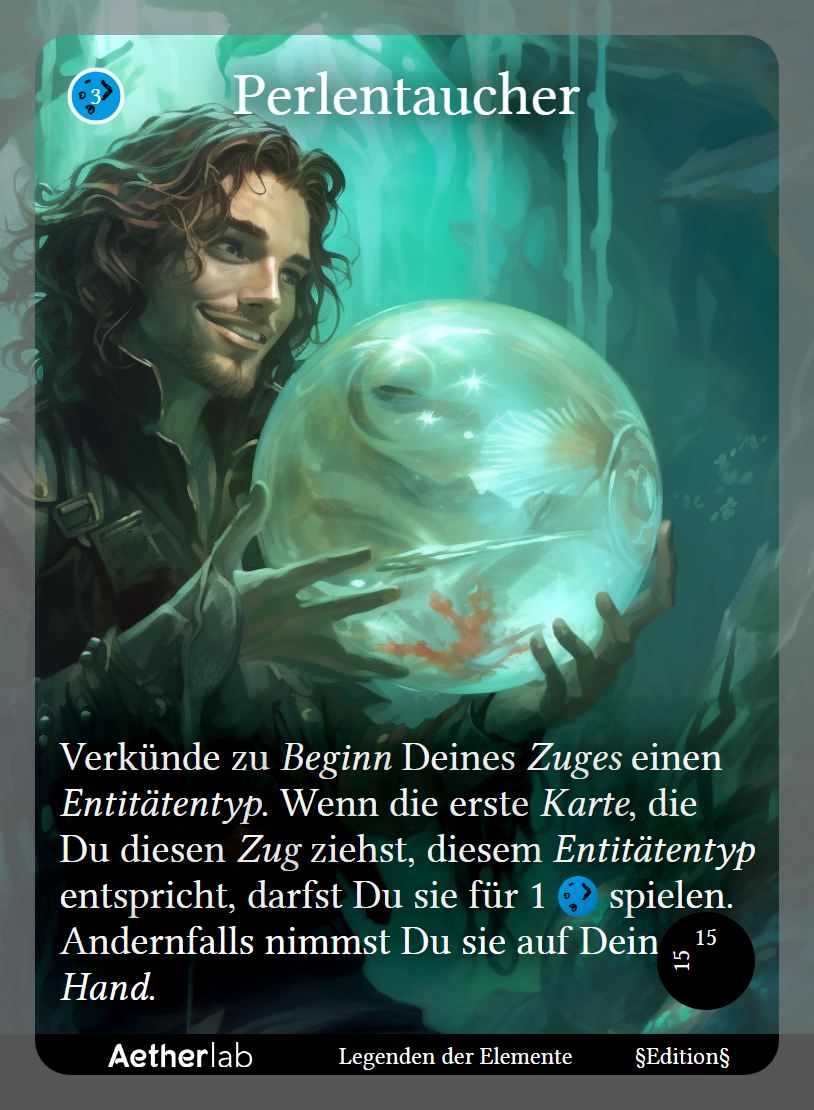 3
Perlentaucher
Verkünde zu Beginn Deines Zuges einen
Entitätentyp. Wenn die erste Karte, die
Du diesen Zug ziehst, diesem Entitätentyp
entspricht, darfst Du sie für 1 spielen.
Andernfalls nimmst Du sie auf Dein
Hand.
15
15
Aetherlab
Legenden der Elemente
§Edition§